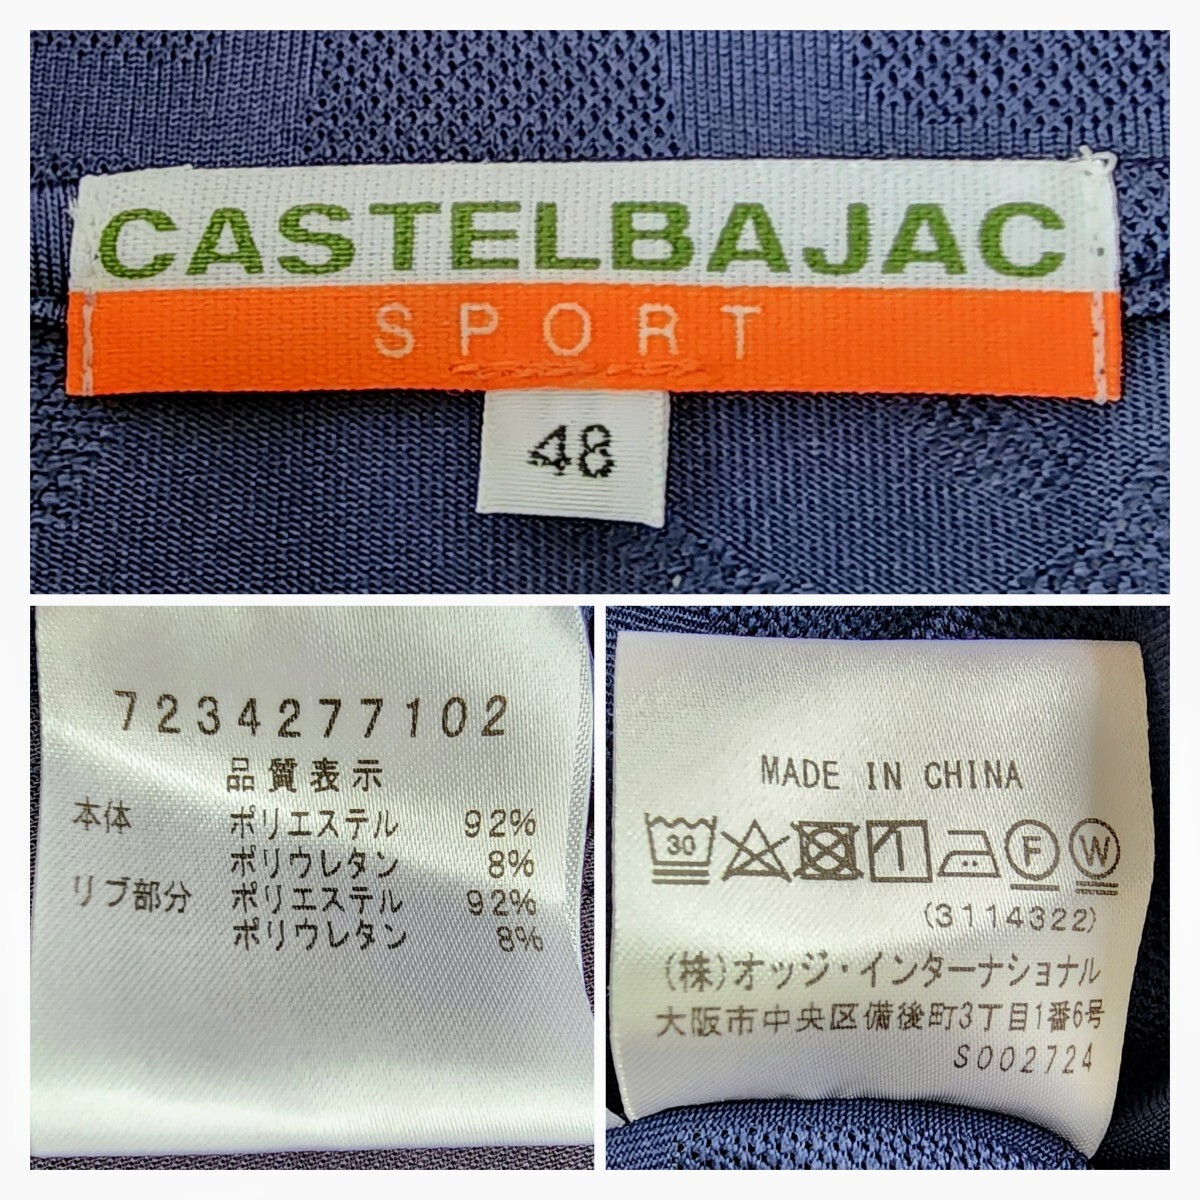 CASTELBAJAC
SPORT
48
7234277102
品質表示
本体 ポリエステル 92%
ポリウレタン 8%
リブ部分 ポリエステル 92%
ポリウレタン 8%
MADE IN CHINA
30 F W
(3114322)
(株)オッジ・インターナショナル
大阪市中央区備後町3丁目1番6号
S002724